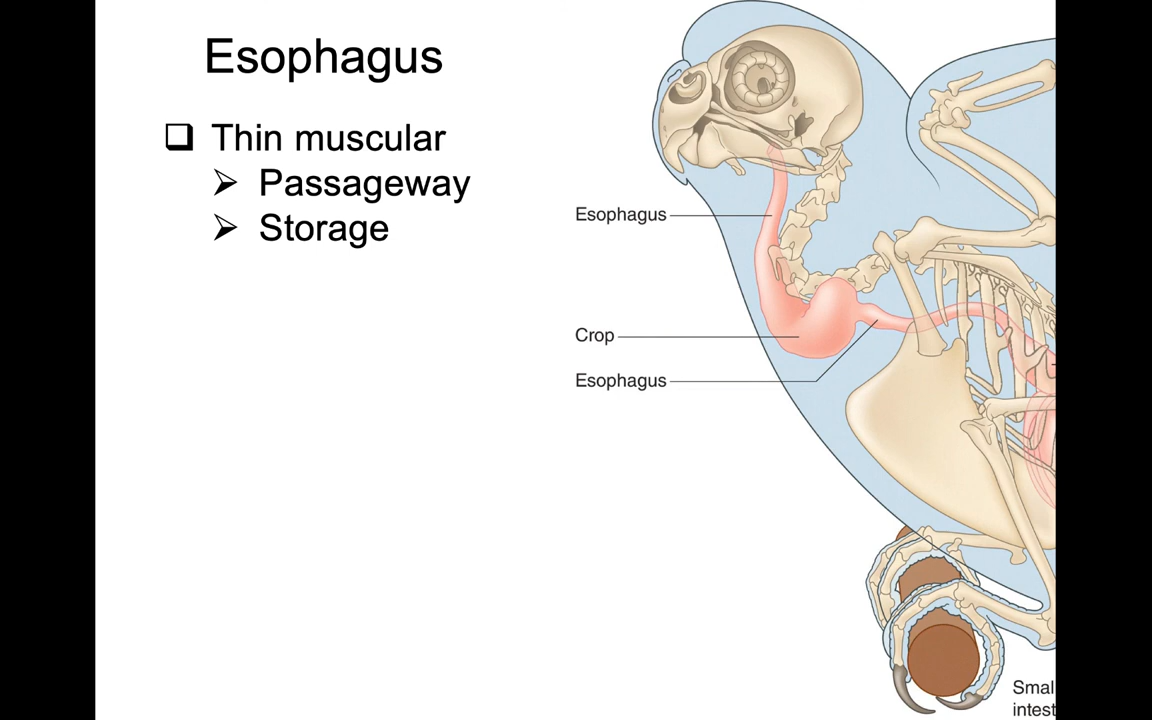 Esophagus
❑ Thin muscular
➢ Passageway
➢ Storage
Esophagus
Crop
Esophagus
Smal
intest